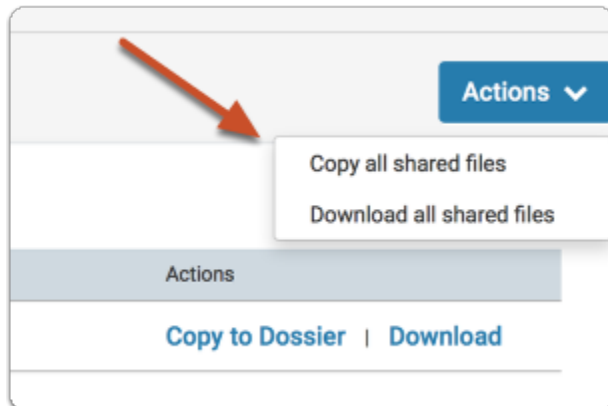 Actions
Copy all shared files
Download all shared files
Actions
Copy to Dossier | Download